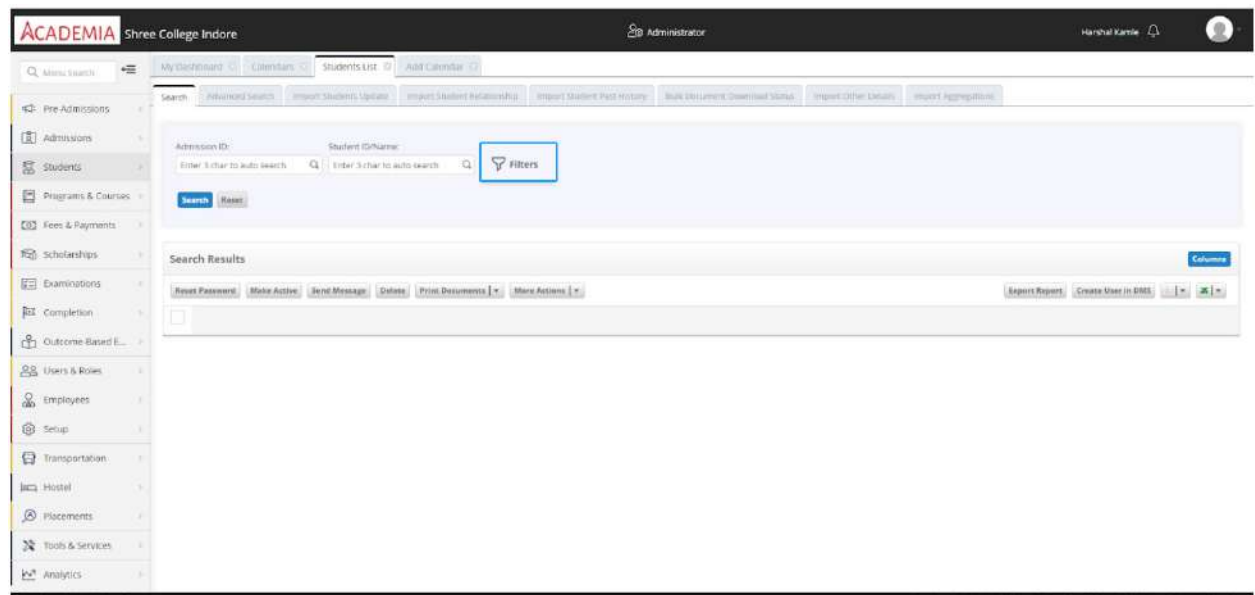 ACADEMIA Shree College Indore
Administrator
Harshal Kamle
Menu Search
My Dashboard
Calendars
Students List
Add Calendar
Search
Advanced Search
Import Students Update
Import Student Relationship
Import Student Past History
Bulk Document Download Status
Import Other Details
Import Aggregations
Pre-Admissions
Admissions
Students
Programs & Courses
Fees & Payments
Scholarships
Examinations
Completion
Outcome-Based E...
Users & Roles
Employees
Setup
Transportation
Hostel
Placements
Tools & Services
Analytics
Admission ID:
Student ID/Name:
Enter 3 char to auto search
Enter 3 char to auto search
Filters
Search
Reset
Search Results
Columns
Reset Password
Make Active
Send Message
Delete
Print Documents
More Actions
Export Report
Create User in DMS